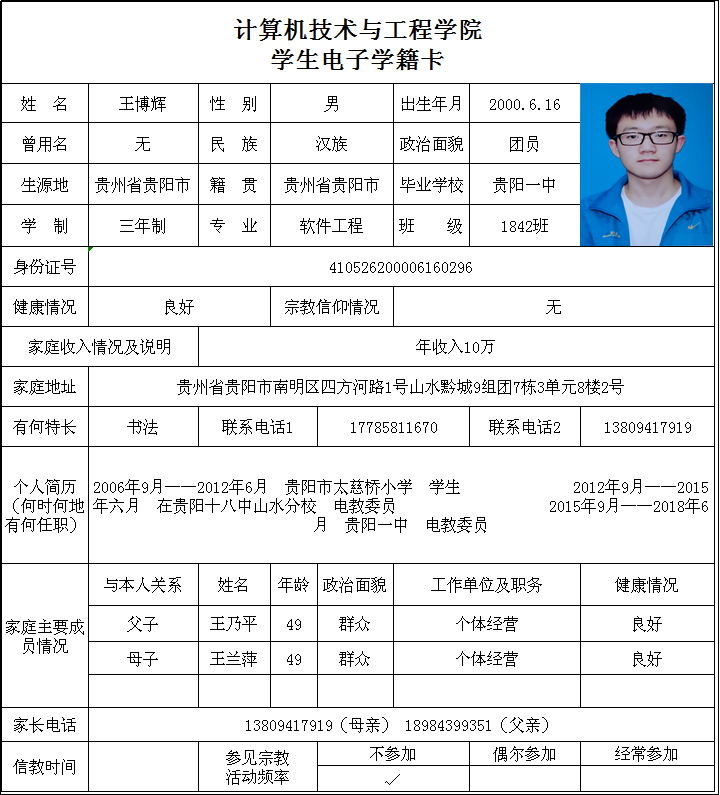 计算机技术与工程学院
学生电子学籍卡
姓 名 王博辉 性 别 男 出生年月 2000.6.16
曾用名 无 民 族 汉族 政治面貌 团员
生源地 贵州省贵阳市 籍 贯 贵州省贵阳市 毕业学校 贵阳一中
学 制 三年制 专 业 软件工程 班 级 1842班
身份证号 410526200006160296
健康情况 良好 宗教信仰情况 无
家庭收入情况及说明 年收入10万
家庭地址 贵州省贵阳市南明区四方河路1号山水黔城9组团7栋3单元8楼2号
有何特长 书法 联系电话1 17785811670 联系电话2 13809417919
个人简历
(何时何地
有何任职)
2006年9月——2012年6月 贵阳市太慈桥小学 学生 2012年9月——2015
年六月 在贵阳十八中山水分校 电教委员 2015年9月——2018年6
月 贵阳一中 电教委员
家庭主要成
员情况
与本人关系 姓名 年龄 政治面貌 工作单位及职务 健康情况
父子 王乃平 49 群众 个体经营 良好
母子 王兰萍 49 群众 个体经营 良好
家长电话 13809417919（母亲） 18984399351（父亲）
信教时间
参见宗教
活动频率
不参加 偶尔参加 经常参加
✓